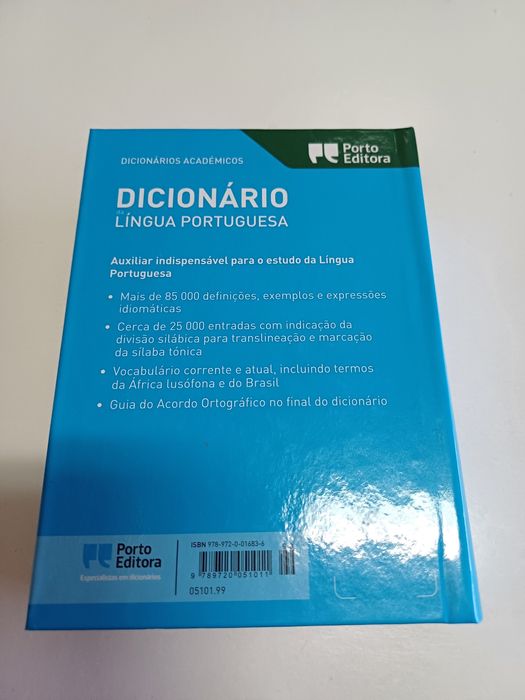 Porto
Editora
DICIONÁRIOS ACADÉMICOS
DICIONÁRIO
da
LÍNGUA PORTUGUESA
Auxiliar indispensável para o estudo da Língua
Portuguesa
• Mais de 85 000 definições, exemplos e expressões
idiomáticas
• Cerca de 25 000 entradas com indicação da
divisão silábica para translineação e marcação
da sílaba tónica
• Vocabulário corrente e atual, incluindo termos
da África lusófona e do Brasil
• Guia do Acordo Ortográfico no final do dicionário
Porto
Editora
Especialistas em dicionários
ISBN 978-972-0-01683-6
9 789720 051011
05101.99